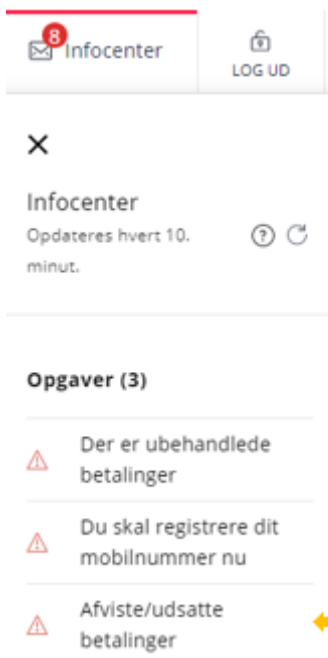 8
Infocenter
LOG UD
Infocenter
Opdateres hvert 10.
minut.
Opgaver (3)
Der er ubehandlede
betalinger
Du skal registrere dit
mobilnummer nu
Afviste/udsatte
betalinger